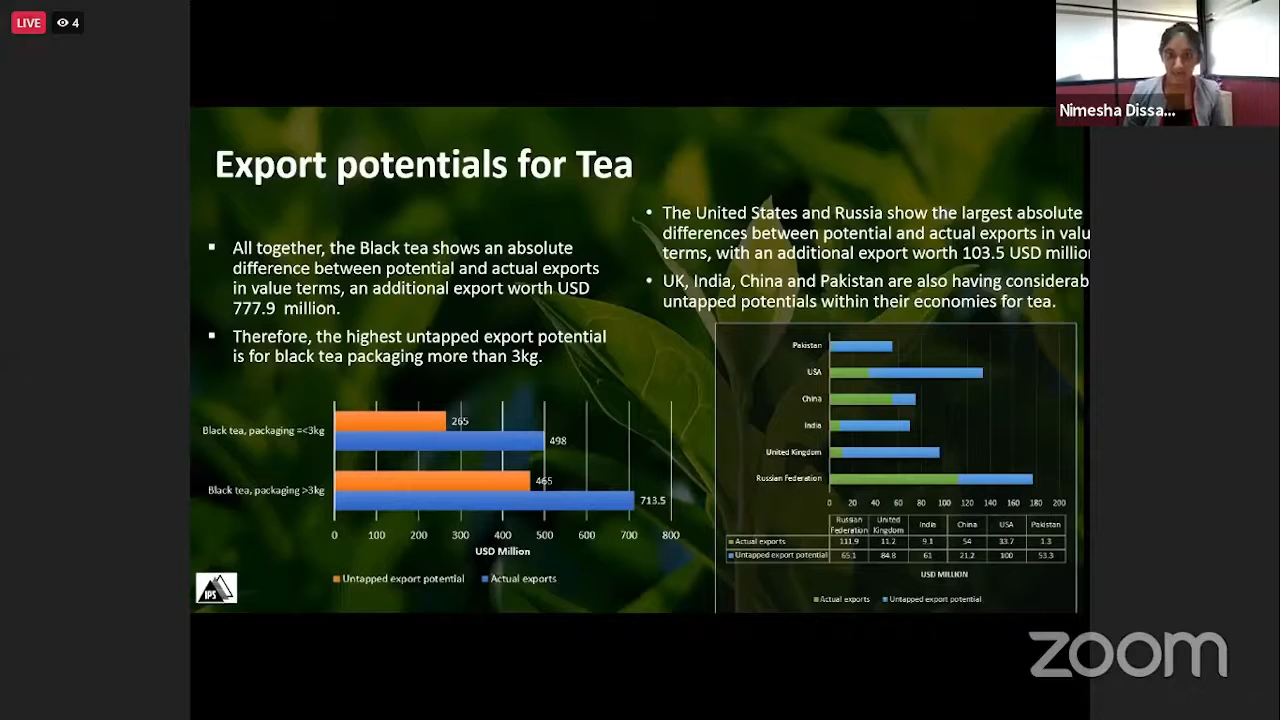 LIVE
4
Nimesha Dissa...
Export potentials for Tea
▪ All together, the Black tea shows an absolute
difference between potential and actual exports
in value terms, an additional export worth USD
777.9 million.
▪ Therefore, the highest untapped export potential
is for black tea packaging more than 3kg.
Black tea, packaging =<3kg
265
498
Black tea, packaging >3kg
465
713.5
0 100 200 300 400 500 600 700 800
USD Million
Untapped export potential Actual exports
IPS
• The United States and Russia show the largest absolute
differences between potential and actual exports in valu
terms, with an additional export worth 103.5 USD million
• UK, India, China and Pakistan are also having considerab
untapped potentials within their economies for tea.
Pakistan
USA
China
India
United Kingdom
Russian Federation
0 20 40 60 80 100 120 140 160 180 200
Russian Federation United Kingdom India China USA Pakistan
Actual exports 111.9 11.2 9.1 54 33.7 1.3
Untapped export potential 65.1 84.8 61 21.2 100 53.3
USD MILLION
Actual exports Untapped export potential
zoom